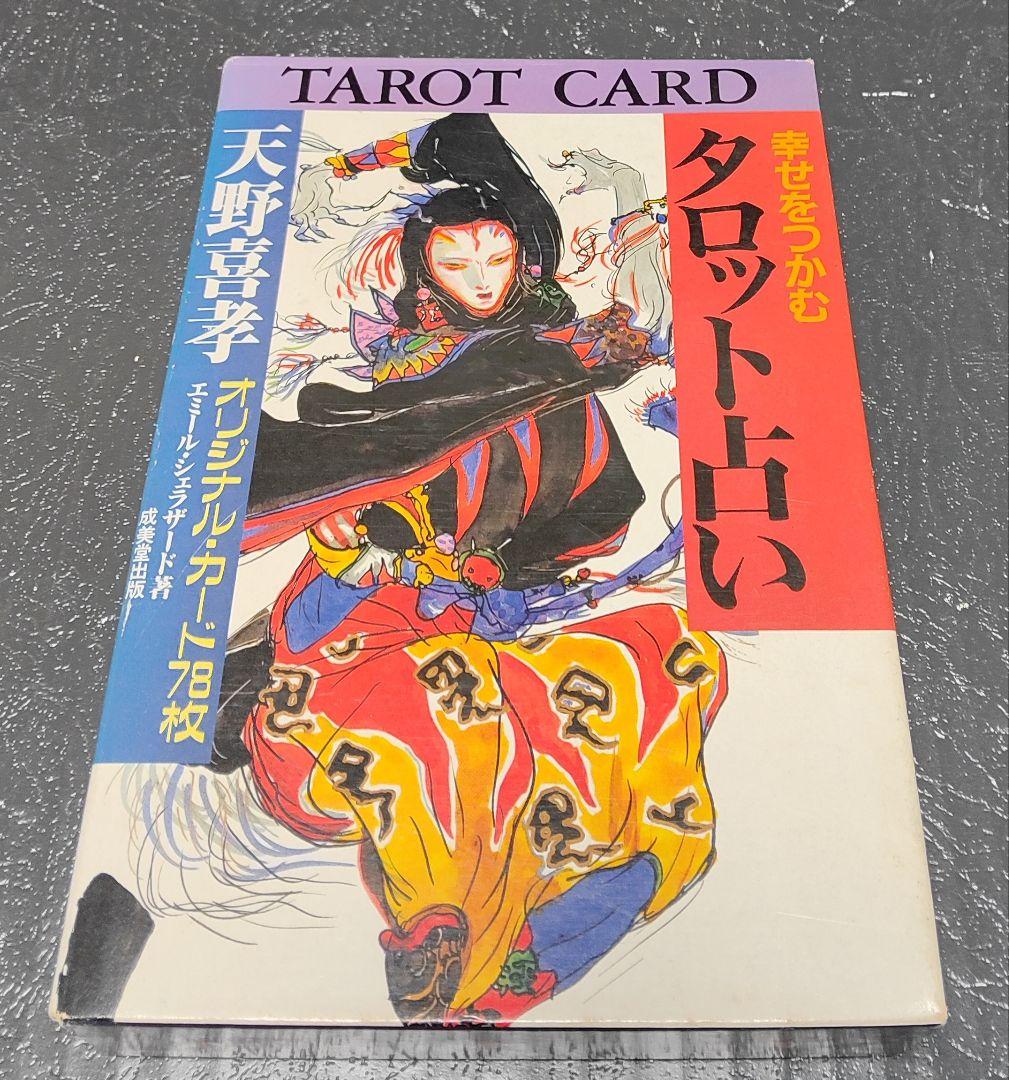 TAROT CARD
幸せをつかむ
タロット占い
天野喜孝
オリジナル・カード78枚
エミール・シェラザード著
成美堂出版